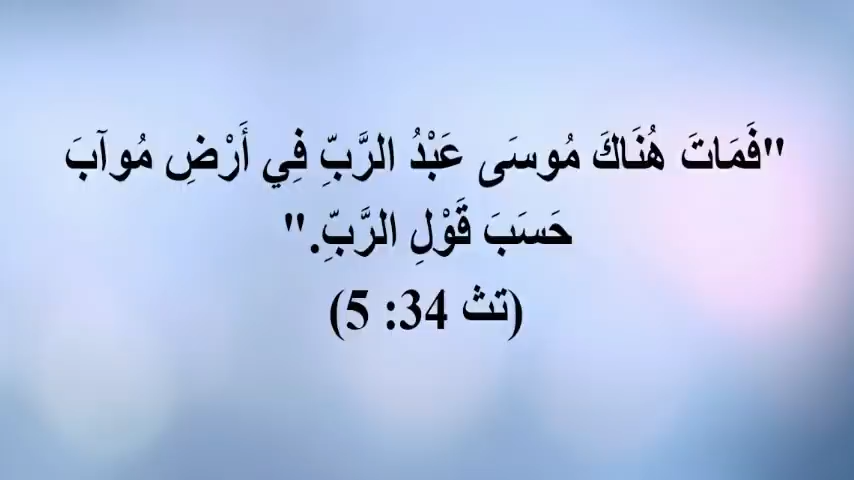 "فَمَاتَ هُنَاكَ مُوسَى عَبْدُ الرَّبِّ فِي أَرْضِ مُوآبَ
حَسَبَ قَوْلِ الرَّبِّ."
(تث 34: 5)